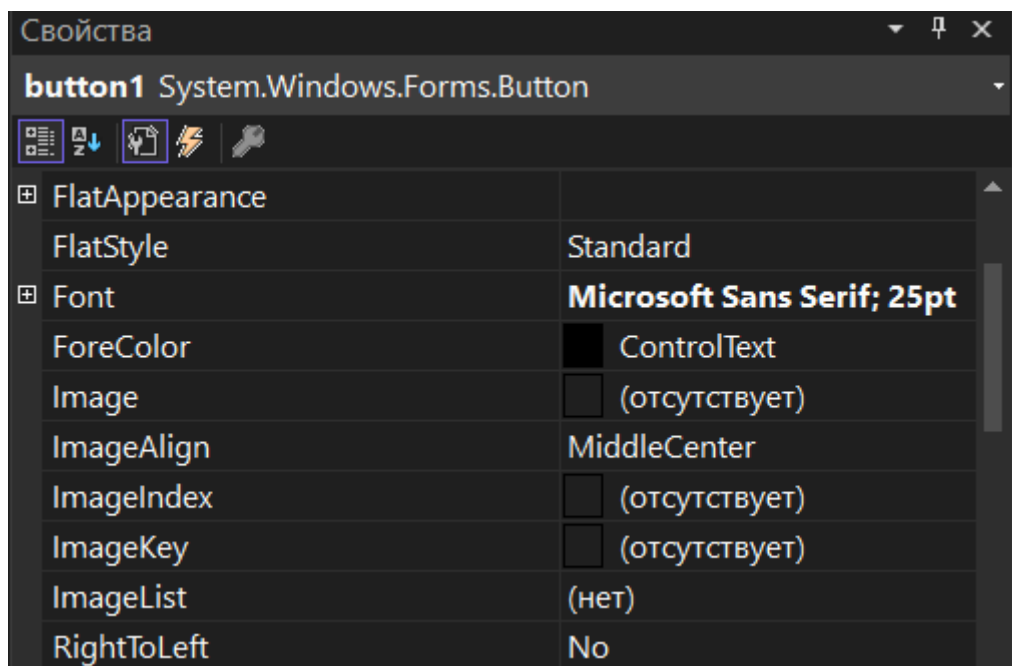 Свойства
button1 System.Windows.Forms.Button
FlatAppearance
FlatStyle Standard
Font Microsoft Sans Serif; 25pt
ForeColor ControlText
Image (отсутствует)
ImageAlign MiddleCenter
ImageIndex (отсутствует)
ImageKey (отсутствует)
ImageList (нет)
RightToLeft No